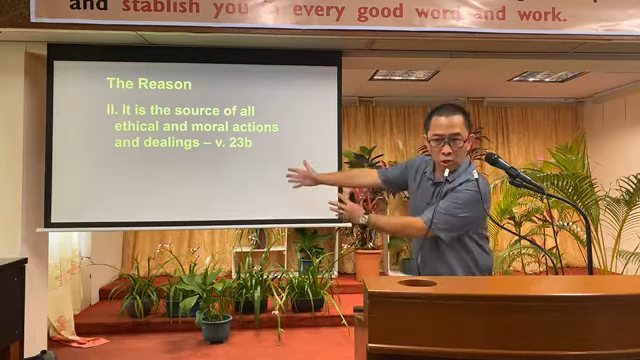 and stablish you in every good word and work.
The Reason
II. It is the source of all
ethical and moral actions
and dealings – v. 23b